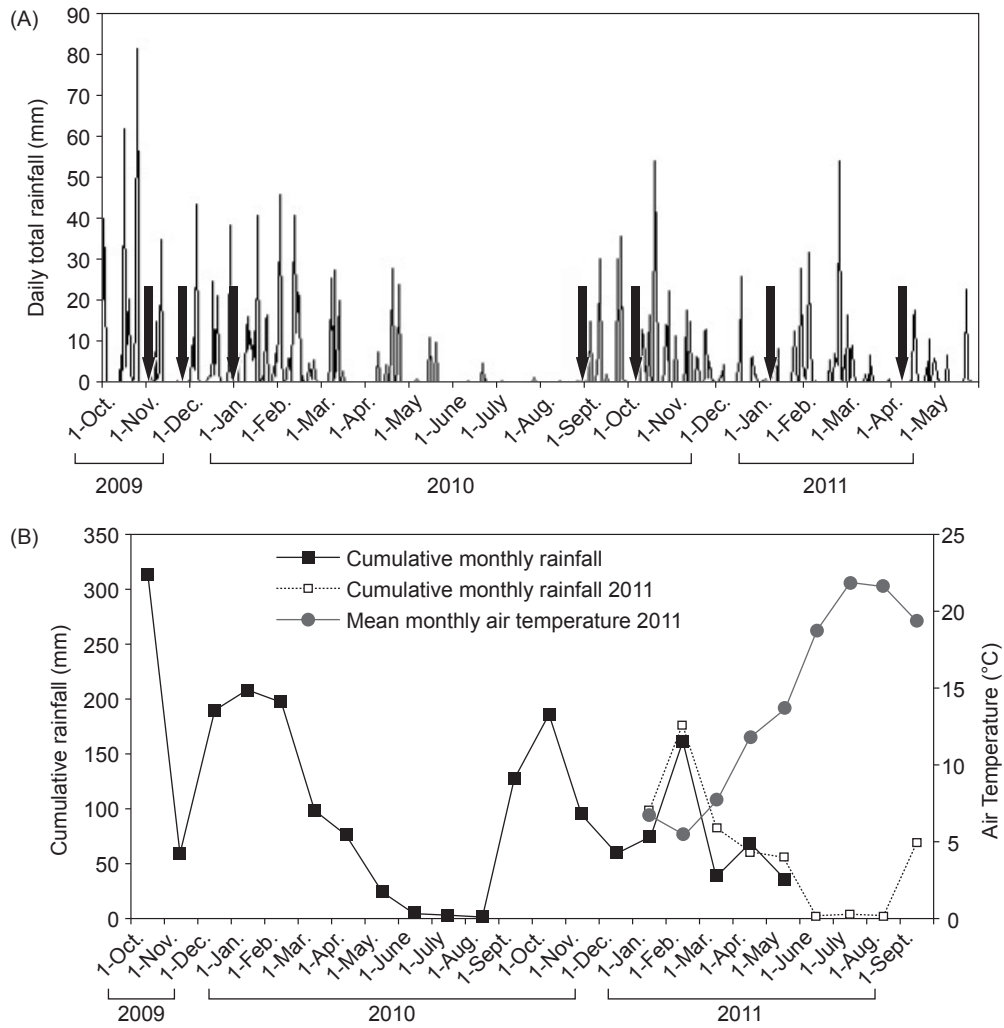 (A)
Daily total rainfall (mm)
90
80
70
60
50
40
30
20
10
0
1-Oct.
1-Nov.
1-Dec.
1-Jan.
1-Feb.
1-Mar.
1-Apr.
1-May
1-June
1-July
1-Aug.
1-Sept.
1-Oct.
1-Nov.
1-Dec.
1-Jan.
1-Feb.
1-Mar.
1-Apr.
1-May
2009
2010
2011
(B)
Cumulative rainfall (mm)
350
300
250
200
150
100
50
0
Cumulative monthly rainfall
Cumulative monthly rainfall 2011
Mean monthly air temperature 2011
25
20
15
10
5
0
Air Temperature (°C)
1-Oct.
1-Nov.
1-Dec.
1-Jan.
1-Feb.
1-Mar.
1-Apr.
1-May.
1-June
1-July
1-Aug.
1-Sept.
1-Oct.
1-Nov.
1-Dec.
1-Jan.
1-Feb.
1-Mar.
1-Apr.
1-May
1-June
1-July
1-Aug.
1-Sept.
2009
2010
2011